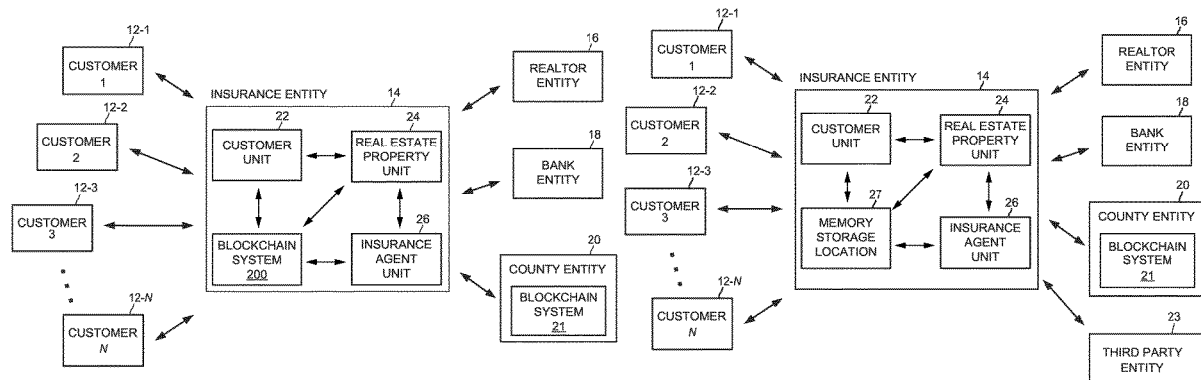 12-1
CUSTOMER
1
12-2
CUSTOMER
2
12-3
CUSTOMER
3
12-N
CUSTOMER
N
INSURANCE ENTITY
14
22
CUSTOMER
UNIT
24
REAL ESTATE
PROPERTY
UNIT
BLOCKCHAIN
SYSTEM
200
26
INSURANCE
AGENT
UNIT
16
REALTOR
ENTITY
18
BANK
ENTITY
20
COUNTY ENTITY
BLOCKCHAIN
SYSTEM
21
12-1
CUSTOMER
1
12-2
CUSTOMER
2
12-3
CUSTOMER
3
12-N
CUSTOMER
N
INSURANCE ENTITY
14
22
CUSTOMER
UNIT
24
REAL ESTATE
PROPERTY
UNIT
27
MEMORY
STORAGE
LOCATION
26
INSURANCE
AGENT
UNIT
16
REALTOR
ENTITY
18
BANK
ENTITY
20
COUNTY ENTITY
BLOCKCHAIN
SYSTEM
21
23
THIRD PARTY
ENTITY